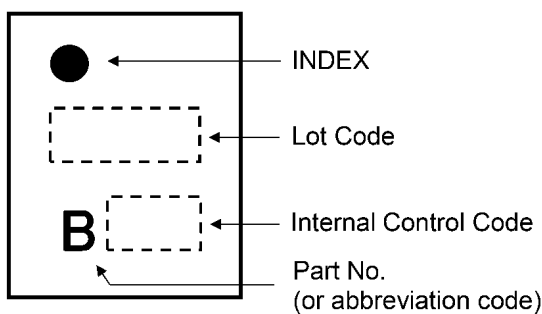 INDEX
Lot Code
B
Internal Control Code
Part No.
(or abbreviation code)